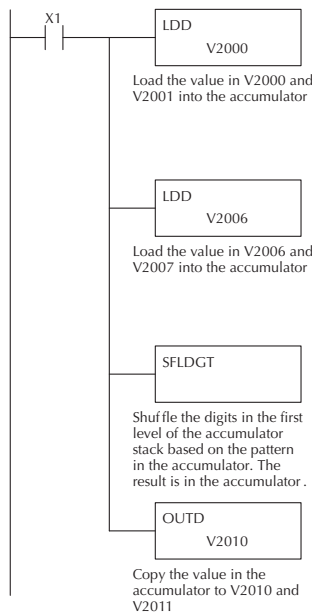 X1
LDD
V2000
Load the value in V2000 and
V2001 into the accumulator
LDD
V2006
Load the value in V2006 and
V2007 into the accumulator
SFLDGT
Shuffle the digits in the first
level of the accumulator
stack based on the pattern
in the accumulator. The
result is in the accumulator.
OUTD
V2010
Copy the value in the
accumulator to V2010 and
V2011